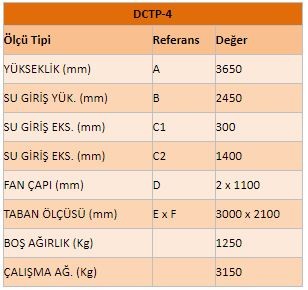 DCTP-4
Ölçü Tipi Referans Değer
YÜKSEKLİK (mm) A 3650
SU GİRİŞ YÜK. (mm) B 2450
SU GİRİŞ EKS. (mm) C1 300
SU GİRİŞ EKS. (mm) C2 1400
FAN ÇAPI (mm) D 2 x 1100
TABAN ÖLÇÜSÜ (mm) E x F 3000 x 2100
BOŞ AĞIRLIK (Kg) 1250
ÇALIŞMA AĞ. (Kg) 3150